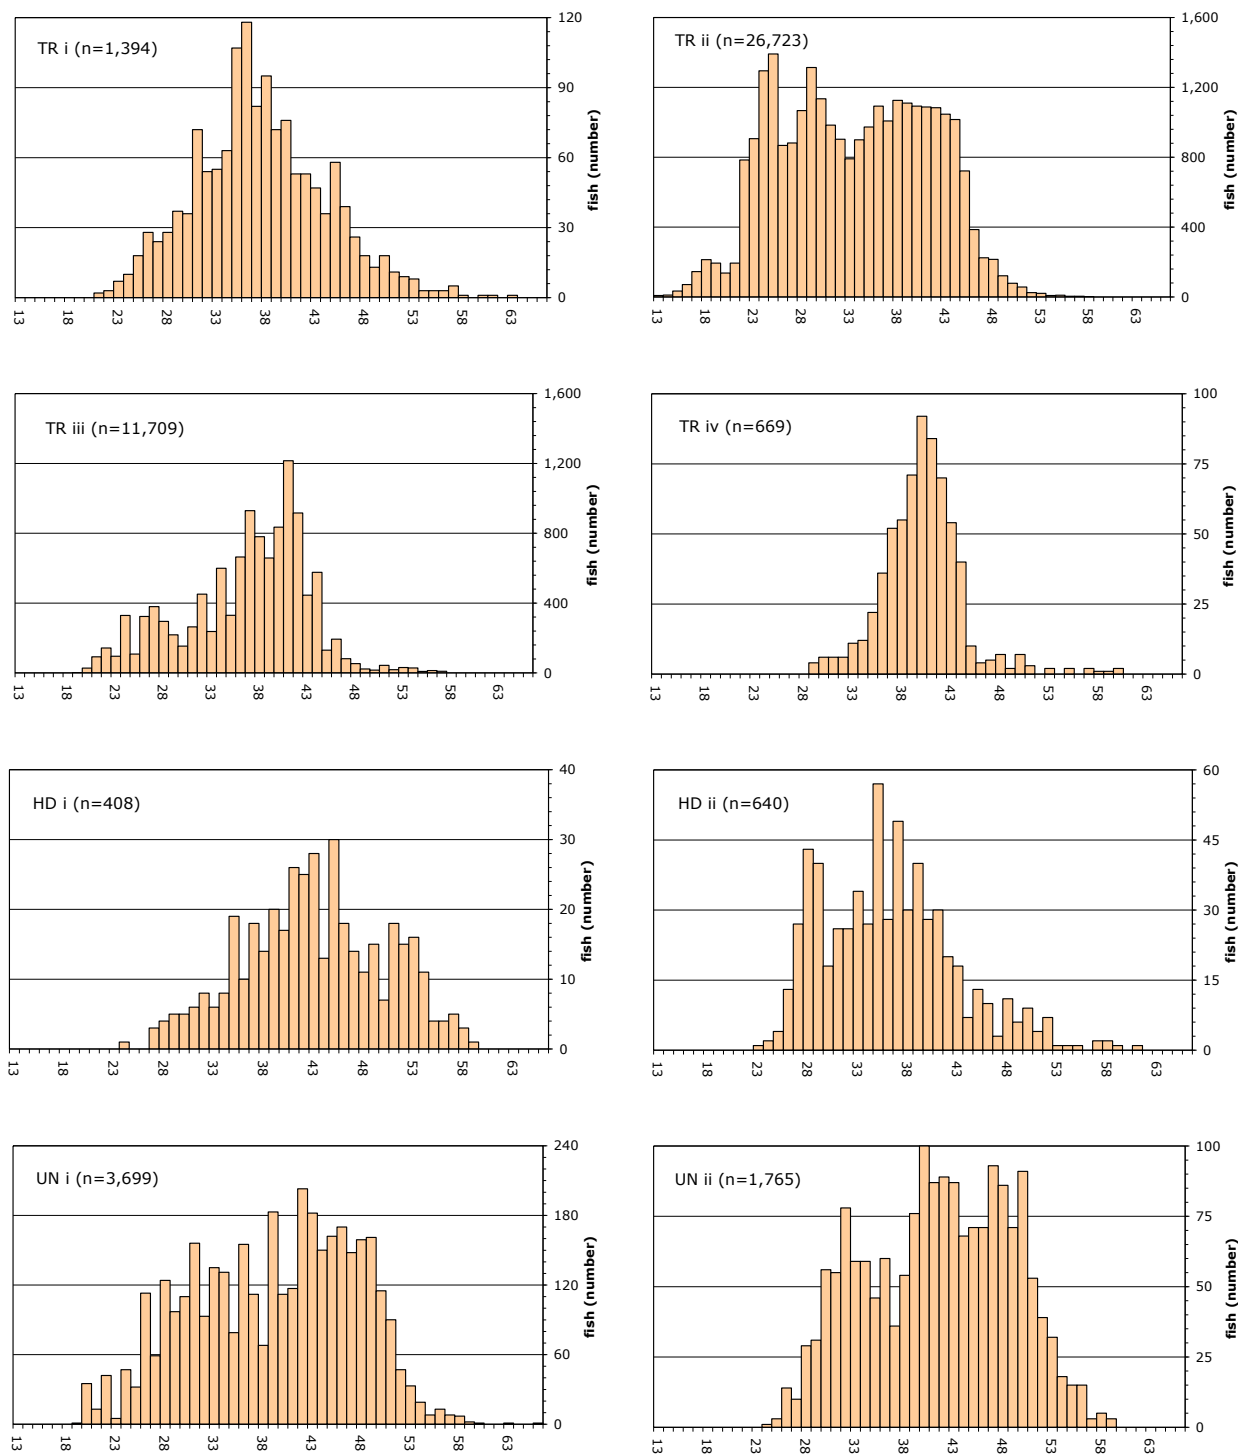 TR i (n=1,394)
120
90
60
30
0
fish (number)
13 18 23 28 33 38 43 48 53 58 63
TR ii (n=26,723)
1,600
1,200
800
400
0
fish (number)
13 18 23 28 33 38 43 48 53 58 63
TR iii (n=11,709)
1,600
1,200
800
400
0
fish (number)
13 18 23 28 33 38 43 48 53 58 63
TR iv (n=669)
100
75
50
25
0
fish (number)
13 18 23 28 33 38 43 48 53 58 63
HD i (n=408)
40
30
20
10
0
fish (number)
13 18 23 28 33 38 43 48 53 58 63
HD ii (n=640)
60
45
30
15
0
fish (number)
13 18 23 28 33 38 43 48 53 58 63
UN i (n=3,699)
240
180
120
60
0
fish (number)
13 18 23 28 33 38 43 48 53 58 63
UN ii (n=1,765)
100
75
50
25
0
fish (number)
13 18 23 28 33 38 43 48 53 58 63